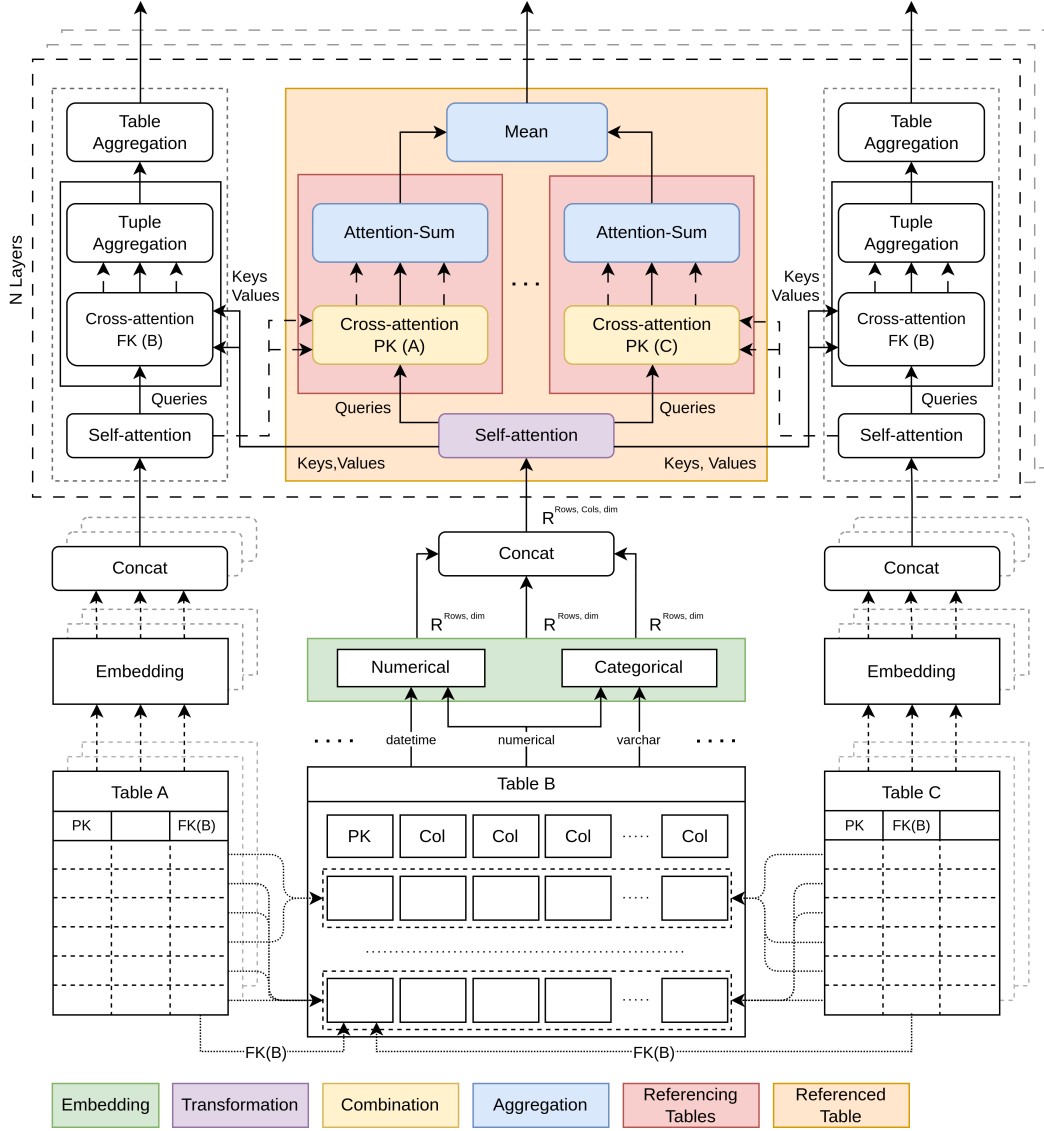 N Layers
Table
Aggregation
Mean
Table
Aggregation
Tuple
Aggregation
Attention-Sum
Attention-Sum
Tuple
Aggregation
Keys
Values
. . .
Keys
Values
Cross-attention
FK (B)
Cross-attention
PK (A)
Cross-attention
PK (C)
Cross-attention
FK (B)
Queries
Queries
Queries
Queries
Self-attention
Self-attention
Self-attention
Keys,Values
Keys, Values
R Rows, Cols, dim
Concat
Concat
Concat
R Rows, dim
R Rows, dim
R Rows, dim
Embedding
Numerical
Categorical
Embedding
. . . .
datetime
numerical
varchar
. . . .
Table A
Table B
Table C
PK
FK(B)
PK
Col
Col
Col
.....
Col
PK
FK(B)
.....
.....
FK(B)
FK(B)
Embedding
Transformation
Combination
Aggregation
Referencing
Tables
Referenced
Table